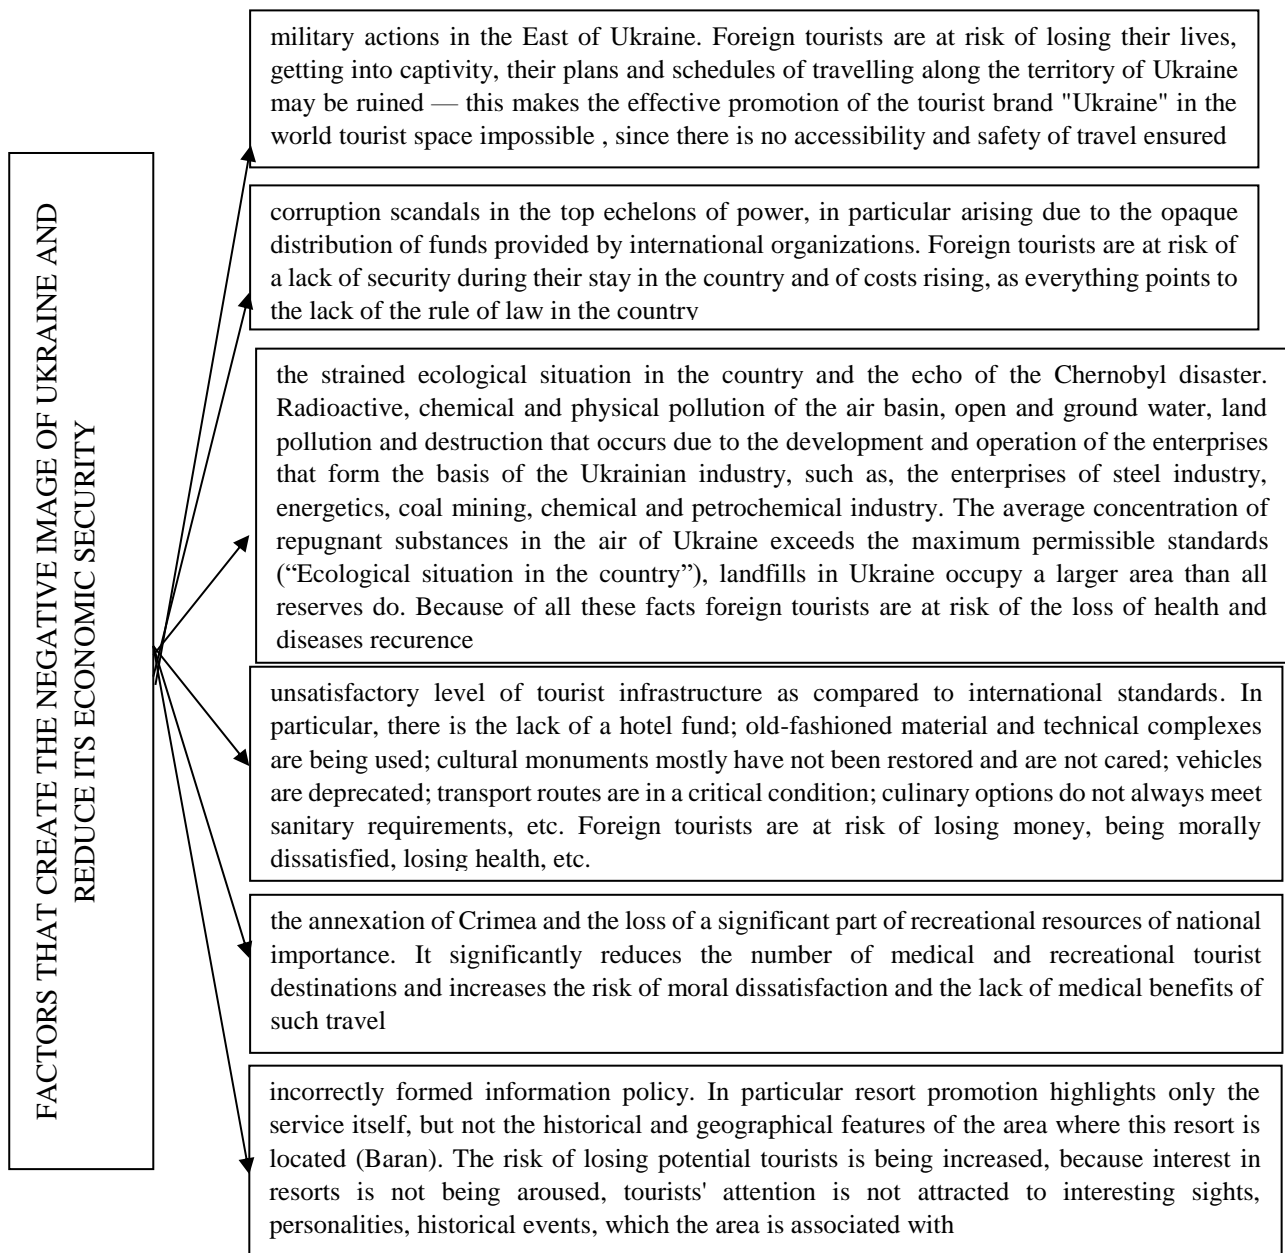 FACTORS THAT CREATE THE NEGATIVE IMAGE OF UKRAINE AND
REDUCE ITS ECONOMIC SECURITY
military actions in the East of Ukraine. Foreign tourists are at risk of losing their lives,
getting into captivity, their plans and schedules of travelling along the territory of Ukraine
may be ruined — this makes the effective promotion of the tourist brand "Ukraine" in the
world tourist space impossible , since there is no accessibility and safety of travel ensured
corruption scandals in the top echelons of power, in particular arising due to the opaque
distribution of funds provided by international organizations. Foreign tourists are at risk of
a lack of security during their stay in the country and of costs rising, as everything points to
the lack of the rule of law in the country
the strained ecological situation in the country and the echo of the Chernobyl disaster.
Radioactive, chemical and physical pollution of the air basin, open and ground water, land
pollution and destruction that occurs due to the development and operation of the enterprises
that form the basis of the Ukrainian industry, such as, the enterprises of steel industry,
energetics, coal mining, chemical and petrochemical industry. The average concentration of
repugnant substances in the air of Ukraine exceeds the maximum permissible standards
(“Ecological situation in the country”), landfills in Ukraine occupy a larger area than all
reserves do. Because of all these facts foreign tourists are at risk of the loss of health and
diseases recurence
unsatisfactory level of tourist infrastructure as compared to international standards. In
particular, there is the lack of a hotel fund; old-fashioned material and technical complexes
are being used; cultural monuments mostly have not been restored and are not cared; vehicles
are deprecated; transport routes are in a critical condition; culinary options do not always meet
sanitary requirements, etc. Foreign tourists are at risk of losing money, being morally
dissatisfied, losing health, etc.
the annexation of Crimea and the loss of a significant part of recreational resources of national
importance. It significantly reduces the number of medical and recreational tourist
destinations and increases the risk of moral dissatisfaction and the lack of medical benefits of
such travel
incorrectly formed information policy. In particular resort promotion highlights only the
service itself, but not the historical and geographical features of the area where this resort is
located (Baran). The risk of losing potential tourists is being increased, because interest in
resorts is not being aroused, tourists' attention is not attracted to interesting sights,
personalities, historical events, which the area is associated with